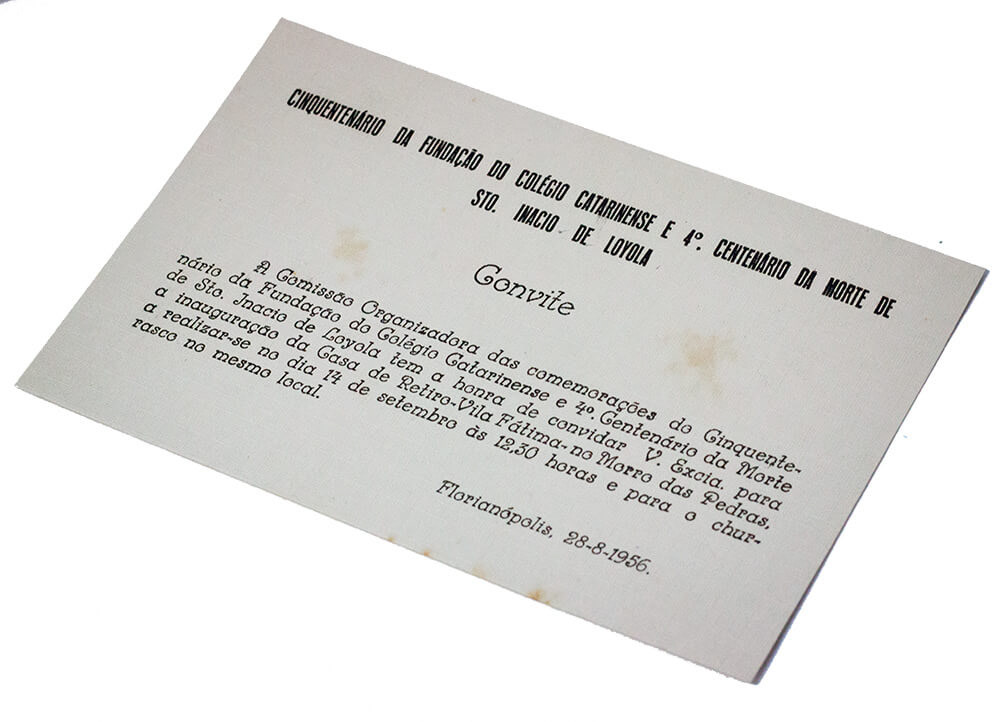 CINQUENTENÁRIO DA FUNDAÇÃO DO COLÉGIO CATARINENSE E 4º. CENTENÁRIO DA MORTE DE
STO. INACIO DE LOYOLA
Convite
A Comissão Organizadora das comemorações do Cinquente-
nário da Fundação do Colégio Catarinense e 4º. Centenário da Morte
de Sto. Inacio de Loyola tem a honra de convidar V. Excia. para
a inauguração da Casa de Retiro-Vila Fátima-no Morro das Pedras,
a realizar-se no dia 14 de setembro às 12,30 horas e para o chur-
rasco no mesmo local.
Florianópolis, 28-8-1956.